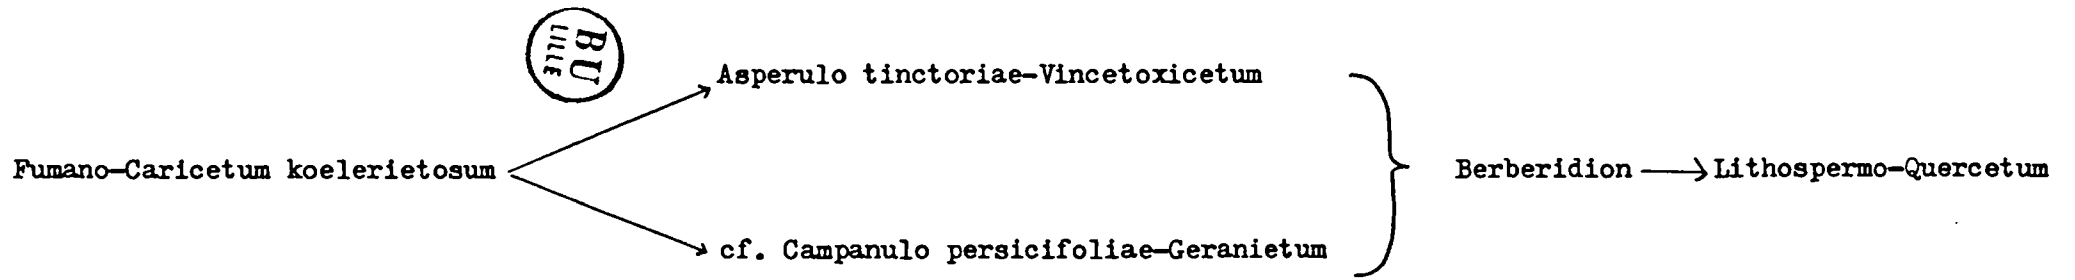 BU
LILLE
Asperulo tinctoriae-Vincetoxicetum
Fumano-Caricetum koelerietosum
Berberidion → Lithospermo-Quercetum
cf. Campanulo persicifoliae-Geranietum